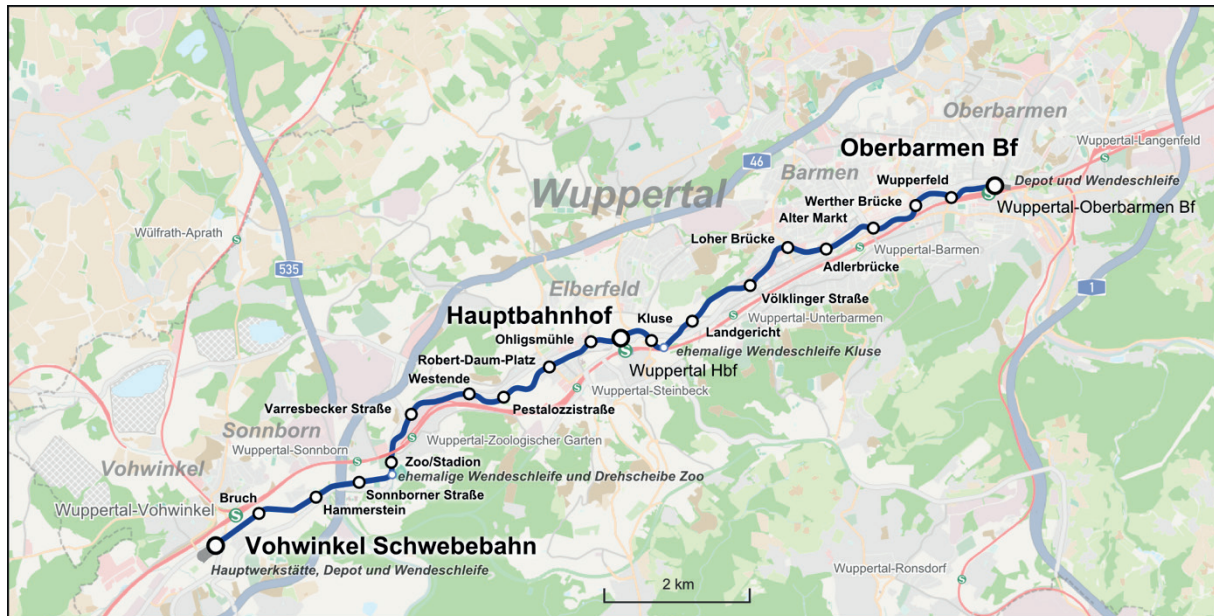 Oberbarmen
Wuppertal-Langenfeld
Oberbarmen Bf
46
Barmen
Wupperfeld
Depot und Wendeschleife
Wuppertal
Werther Brücke
Wuppertal-Oberbarmen Bf
Alter Markt
Wülfrath-Aprath
Loher Brücke
Wuppertal-Barmen
Adlerbrücke
535
1
Elberfeld
Völklinger Straße
Hauptbahnhof
Kluse
Wuppertal-Unterbarmen
Landgericht
Ohligsmühle
ehemalige Wendeschleife Kluse
Robert-Daum-Platz
Wuppertal Hbf
Westende
Wuppertal-Steinbeck
Varresbecker Straße
Pestalozzistraße
Sonnborn
Wuppertal-Zoologischer Garten
Wuppertal-Sonnborn
Vohwinkel
Zoo/Stadion
ehemalige Wendeschleife und Drehscheibe Zoo
Bruch
Sonnborner Straße
Wuppertal-Vohwinkel
Hammerstein
Vohwinkel Schwebebahn
Hauptwerkstätte, Depot und Wendeschleife
Wuppertal-Ronsdorf
2 km
S
S
S
S
S
S
S
S
S
S